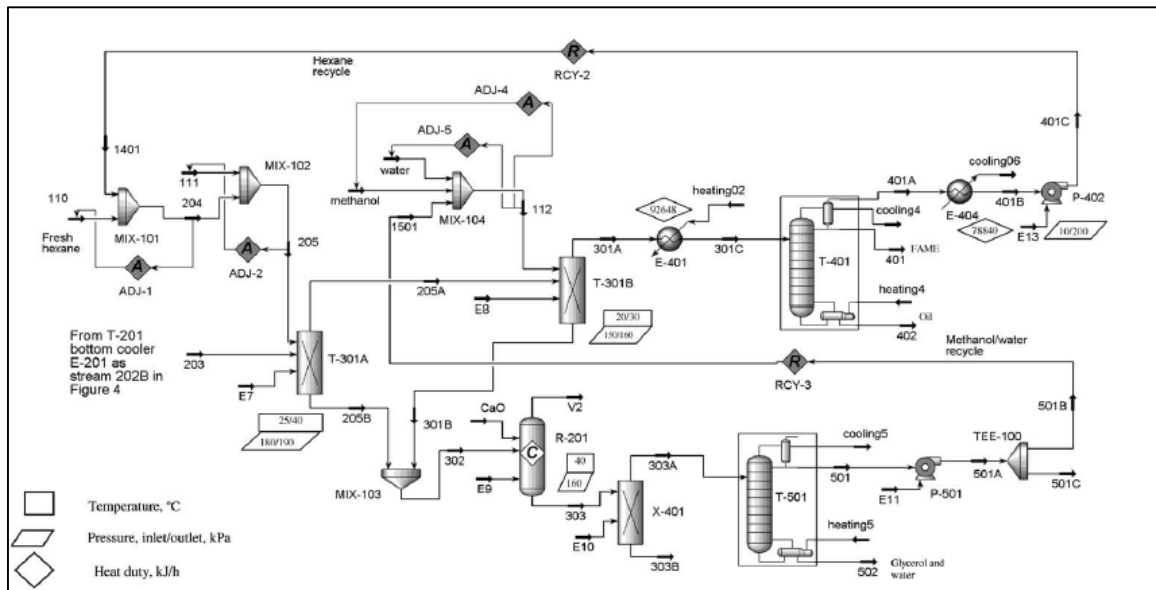 Hexane recycle
RCY-2
ADJ-4
401C
1401
111
MIX-102
ADJ-5
water
cooling06
401A
401B
P-402
110
204
methanol
MIX-104
112
heating02
92648
E-404
cooling4
78840
E13
10/200
Fresh hexane
MIX-101
205
1501
301A
301C
E-401
T-401
FAME
401
ADJ-1
ADJ-2
205A
T-301B
heating4
E8
20/30
150/160
Oil
402
From T-201
bottom cooler
E-201 as
stream 202B in
Figure 4
203
T-301A
Methanol/water
recycle
RCY-3
E7
25/40
180/190
205B
301B
CaO
V2
R-201
C
40
160
303A
cooling5
501B
TEE-100
302
MIX-103
E9
303
X-401
T-501
501
P-501
E11
501A
501C
E10
303B
heating5
502
Glycerol and
water
Temperature, °C
Pressure, inlet/outlet, kPa
Heat duty, kJ/h
R
A
A
A
A
R